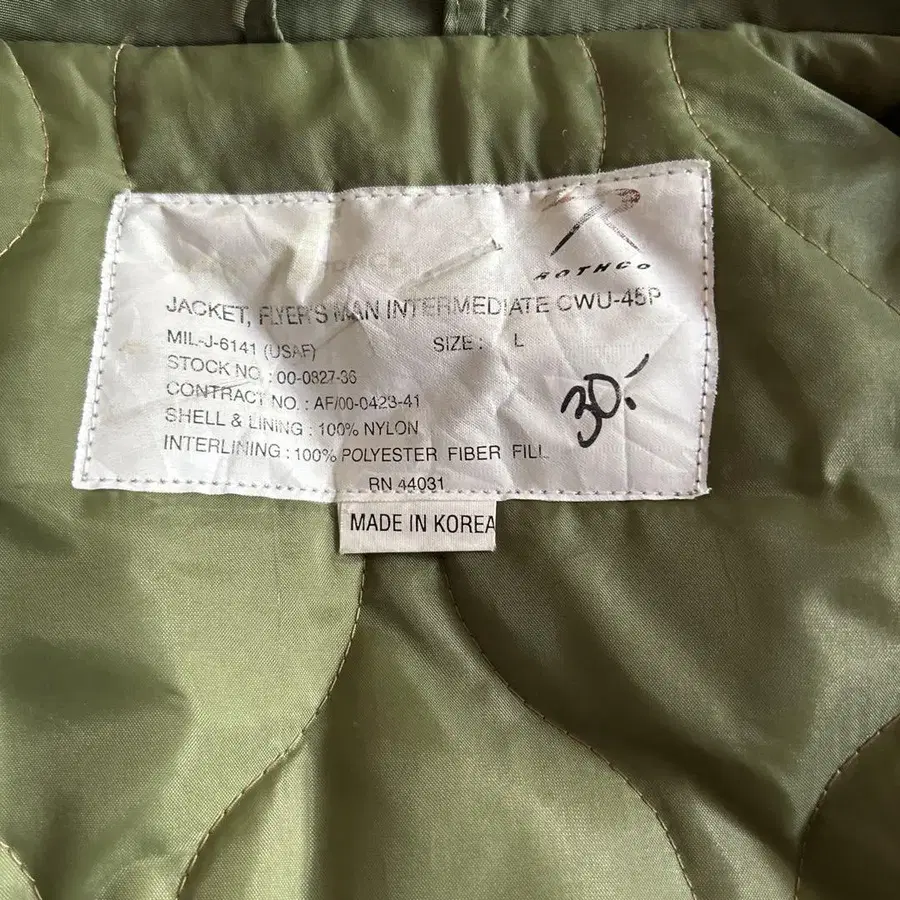 ROTHCO
JACKET, FLYER'S MAN INTERMEDIATE CWU-45P
MIL-J-6141 (USAF) SIZE : L
STOCK NO. : 00-0827-36
CONTRACT NO. : AF/00-0423-41
30.-
SHELL & LINING : 100% NYLON
INTERLINING : 100% POLYESTER FIBER FILL
RN 44031
MADE IN KOREA